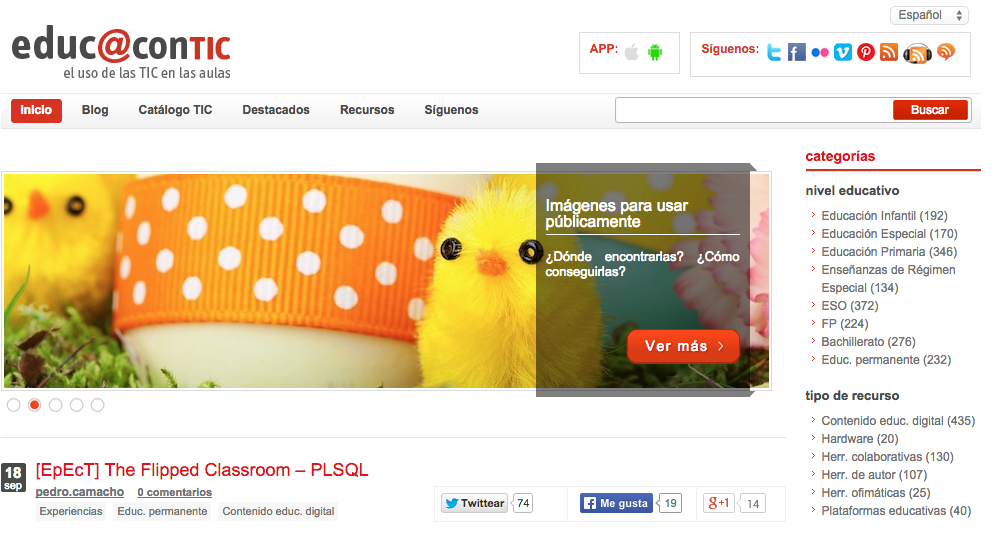 Español
educ@conTIC
el uso de las TIC en las aulas
APP:
Síguenos:
Inicio Blog Catálogo TIC Destacados Recursos Síguenos
Buscar
Imágenes para usar
públicamente
¿Dónde encontrarlas? ¿Cómo
conseguirlas?
Ver más
categorías
nivel educativo
Educación Infantil (192)
Educación Especial (170)
Educación Primaria (346)
Enseñanzas de Régimen
Especial (134)
ESO (372)
FP (224)
Bachillerato (276)
Educ. permanente (232)
tipo de recurso
Contenido educ. digital (435)
Hardware (20)
Herr. colaborativas (130)
Herr. de autor (107)
Herr. ofimáticas (25)
Plataformas educativas (40)
18
sep
[EpEcT] The Flipped Classroom – PLSQL
pedro.camacho 0 comentarios
Experiencias Educ. permanente Contenido educ. digital
Twittear 74 Me gusta 19 g+1 14